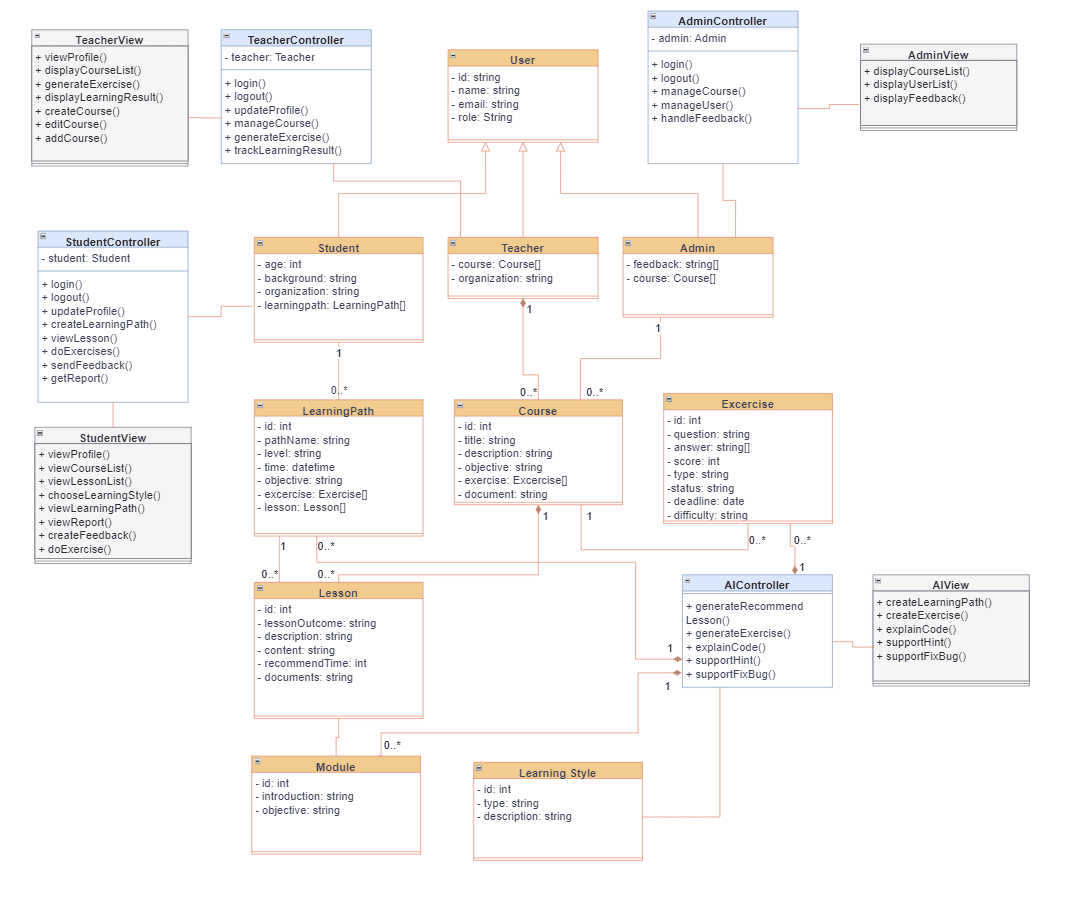 TeacherView
+ viewProfile()
+ displayCourseList()
+ generateExercise()
+ displayLearningResult()
+ createCourse()
+ editCourse()
+ addCourse()
TeacherController
- teacher: Teacher
+ login()
+ logout()
+ updateProfile()
+ manageCourse()
+ generateExercise()
+ trackLearningResult()
User
- id: string
- name: string
- email: string
- role: String
AdminController
- admin: Admin
+ login()
+ logout()
+ manageCourse()
+ manageUser()
+ handleFeedback()
AdminView
+ displayCourseList()
+ displayUserList()
+ displayFeedback()
StudentController
- student: Student
+ login()
+ logout()
+ updateProfile()
+ createLearningPath()
+ viewLesson()
+ doExercises()
+ sendFeedback()
+ getReport()
Student
- age: int
- background: string
- organization: string
- learningpath: LearningPath[]
Teacher
- course: Course[]
- organization: string
Admin
- feedback: string[]
- course: Course[]
1
1
1
0..*
0..*
0..*
StudentView
+ viewProfile()
+ viewCourseList()
+ viewLessonList()
+ chooseLearningStyle()
+ viewLearningPath()
+ viewReport()
+ createFeedback()
+ doExercise()
LearningPath
- id: int
- pathName: string
- level: string
- time: datetime
- objective: string
- excercise: Exercise[]
- lesson: Lesson[]
Course
- id: int
- title: string
- description: string
- objective: string
- exercise: Excercise[]
- document: string
Excercise
- id: int
- question: string
- answer: string[]
- score: int
- type: string
-status: string
- deadline: date
- difficulty: string
1
0..*
1
1
0..*
0..*
0..*
0..*
1
Lesson
- id: int
- lessonOutcome: string
- description: string
- content: string
- recommendTime: int
- documents: string
AIController
+ generateRecommend
Lesson()
+ generateExercise()
+ explainCode()
+ supportHint()
+ supportFixBug()
1
1
AIView
+ createLearningPath()
+ createExercise()
+ explainCode()
+ supportHint()
+ supportFixBug()
0..*
Module
- id: int
- introduction: string
- objective: string
Learning Style
- id: int
- type: string
- description: string